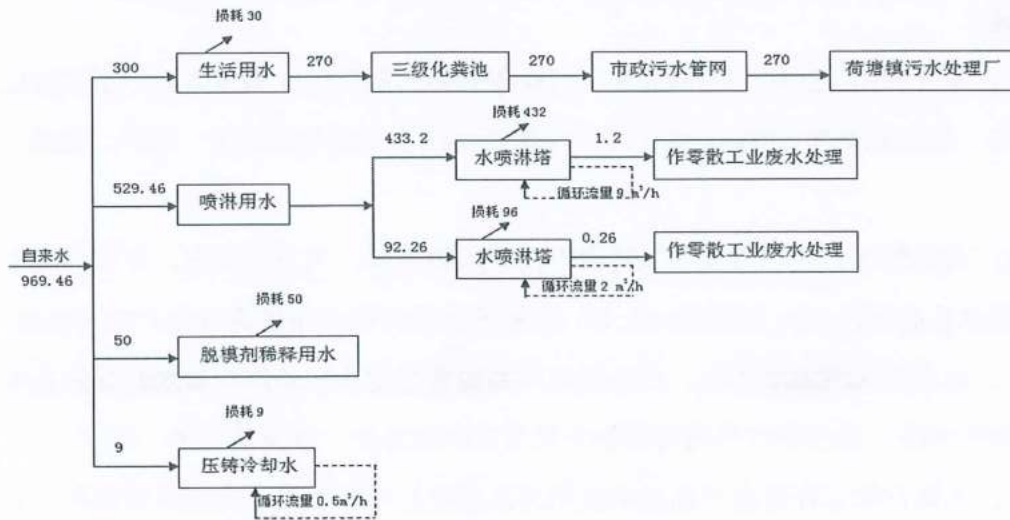 损耗 30
300
生活用水
270
三级化粪池
270
市政污水管网
270
荷塘镇污水处理厂
损耗 432
433.2
水喷淋塔
1.2
作零散工业废水处理
循环流量 9 m³/h
529.46
喷淋用水
损耗 96
92.26
水喷淋塔
0.26
作零散工业废水处理
循环流量 2 m³/h
自来水
969.46
损耗 50
50
脱模剂稀释用水
损耗 9
9
压铸冷却水
循环流量 0.5m³/h